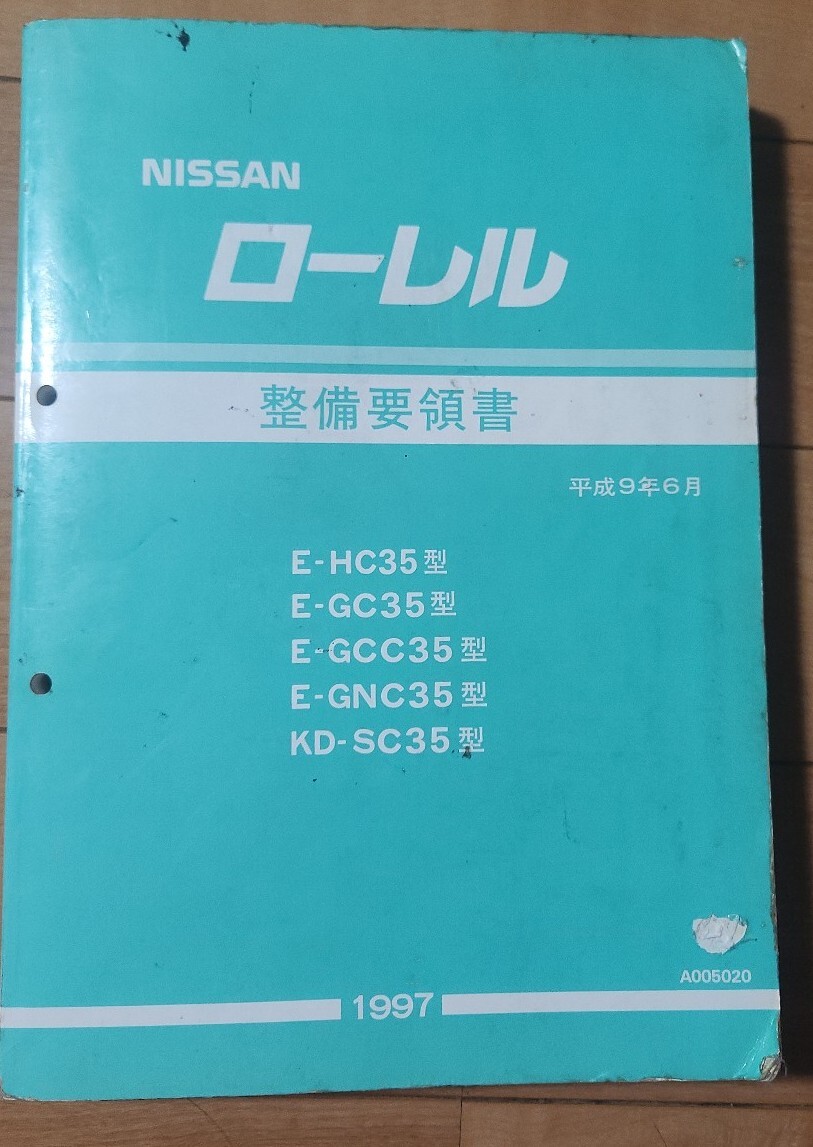 NISSAN
ローレル
整備要領書
平成9年6月
E-HC35型
E-GC35型
E-GCC35型
E-GNC35型
KD-SC35型
A005020
1997